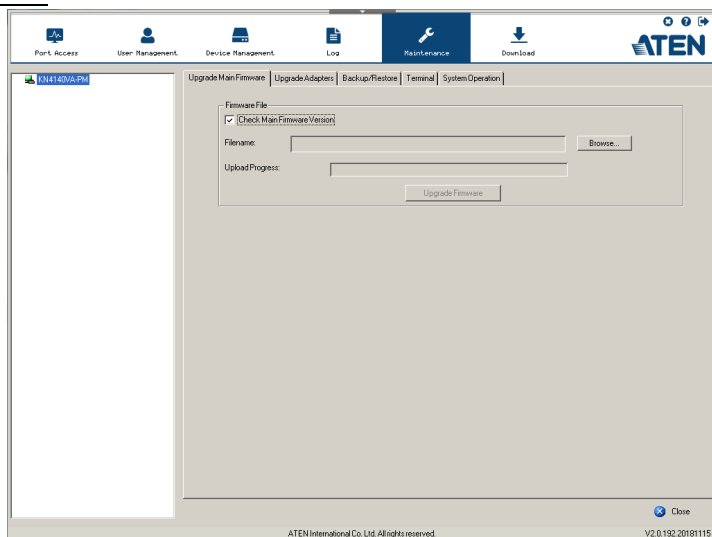 ATEN
Port Access User Management Device Management Log Maintenance Download
KN4140VA-PM
Upgrade Main Firmware Upgrade Adapters Backup/Restore Terminal System Operation
Firmware File
Check Main Firmware Version
Filename: Browse...
Upload Progress:
Upgrade Firmware
Close
ATEN International Co. Ltd. All rights reserved. V2.0.192.20181115